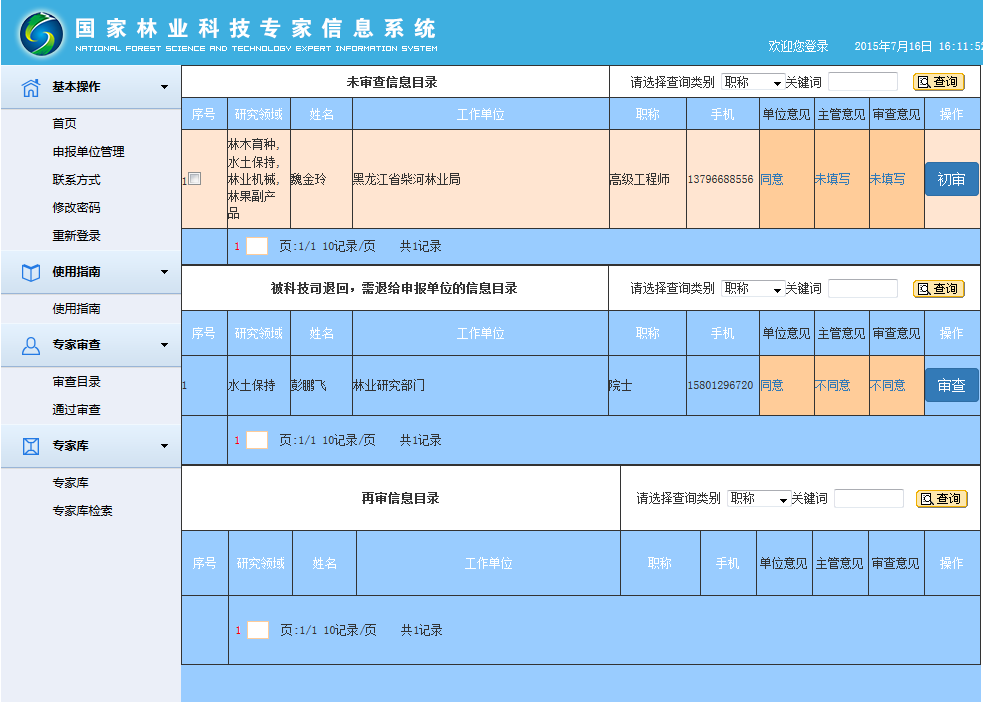 国家林业科技专家信息系统
NATIONAL FOREST SCIENCE AND TECHNOLOGY EXPERT INFORMATION SYSTEM
欢迎您登录 2015年7月16日 16:11:52
基本操作
首页
申报单位管理
联系方式
修改密码
重新登录
使用指南
使用指南
专家审查
审查目录
通过审查
专家库
专家库
专家库检索
未审查信息目录 请选择查询类别 职称 关键词 查询
序号 研究领域 姓名 工作单位 职称 手机 单位意见 主管意见 审查意见 操作
林木育种,
水土保持,
1 林业机械, 魏金玲 黑龙江省柴河林业局 高级工程师 13796688556 同意 未填写 未填写 初审
林果副产
品
1 页:1/1 10记录/页 共1记录
被科技司退回，需退给申报单位的信息目录 请选择查询类别 职称 关键词 查询
序号 研究领域 姓名 工作单位 职称 手机 单位意见 主管意见 审查意见 操作
1 水土保持 彭鹏飞 林业研究部门 院士 15801296720 同意 不同意 不同意 审查
1 页:1/1 10记录/页 共1记录
再审信息目录 请选择查询类别 职称 关键词 查询
序号 研究领域 姓名 工作单位 职称 手机 单位意见 主管意见 审查意见 操作
1 页:1/1 10记录/页 共1记录